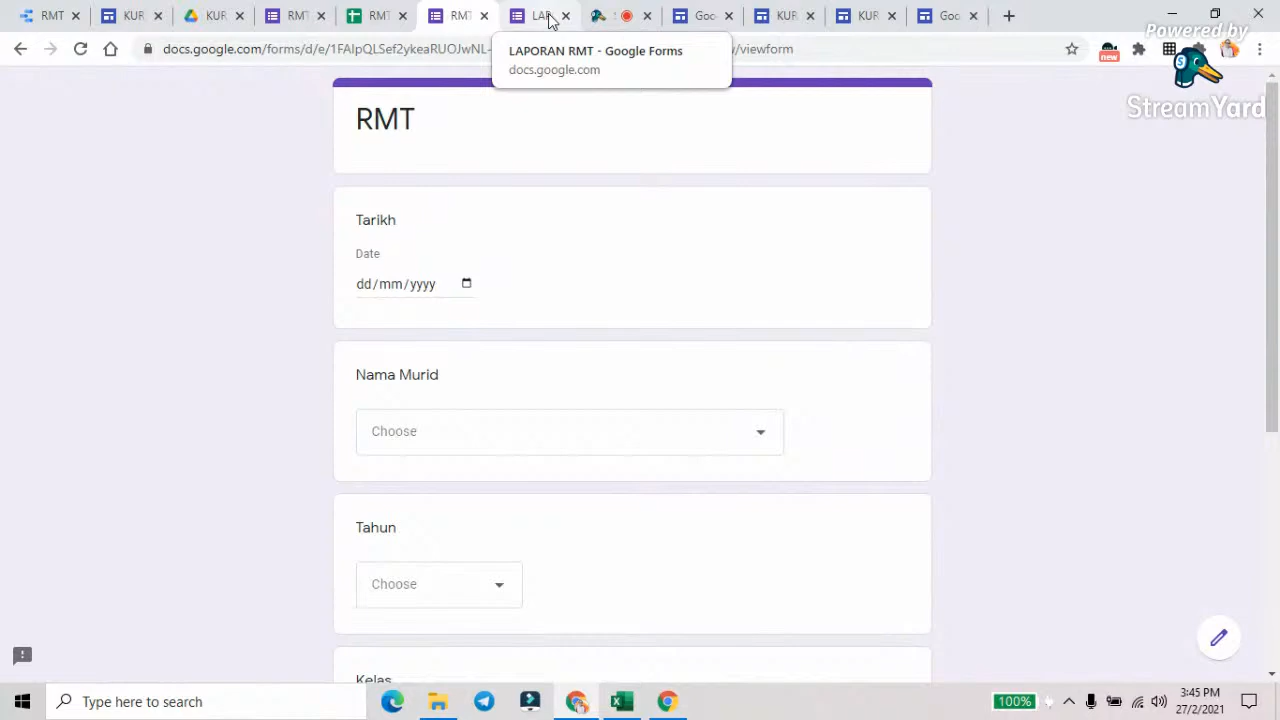 RMT
KUR
KUR
RMT
RMT
RMT
LAP
Goo
KUR
KUR
Goo
docs.google.com/forms/d/e/1FAIpQLSef2ykeaRUOJwNL-
/viewform
new
LAPORAN RMT - Google Forms
docs.google.com
Powered by
StreamYard
RMT
Tarikh
Date
dd/mm/yyyy
Nama Murid
Choose
Tahun
Choose
Kelas
Type here to search
100%
3:45 PM
27/2/2021